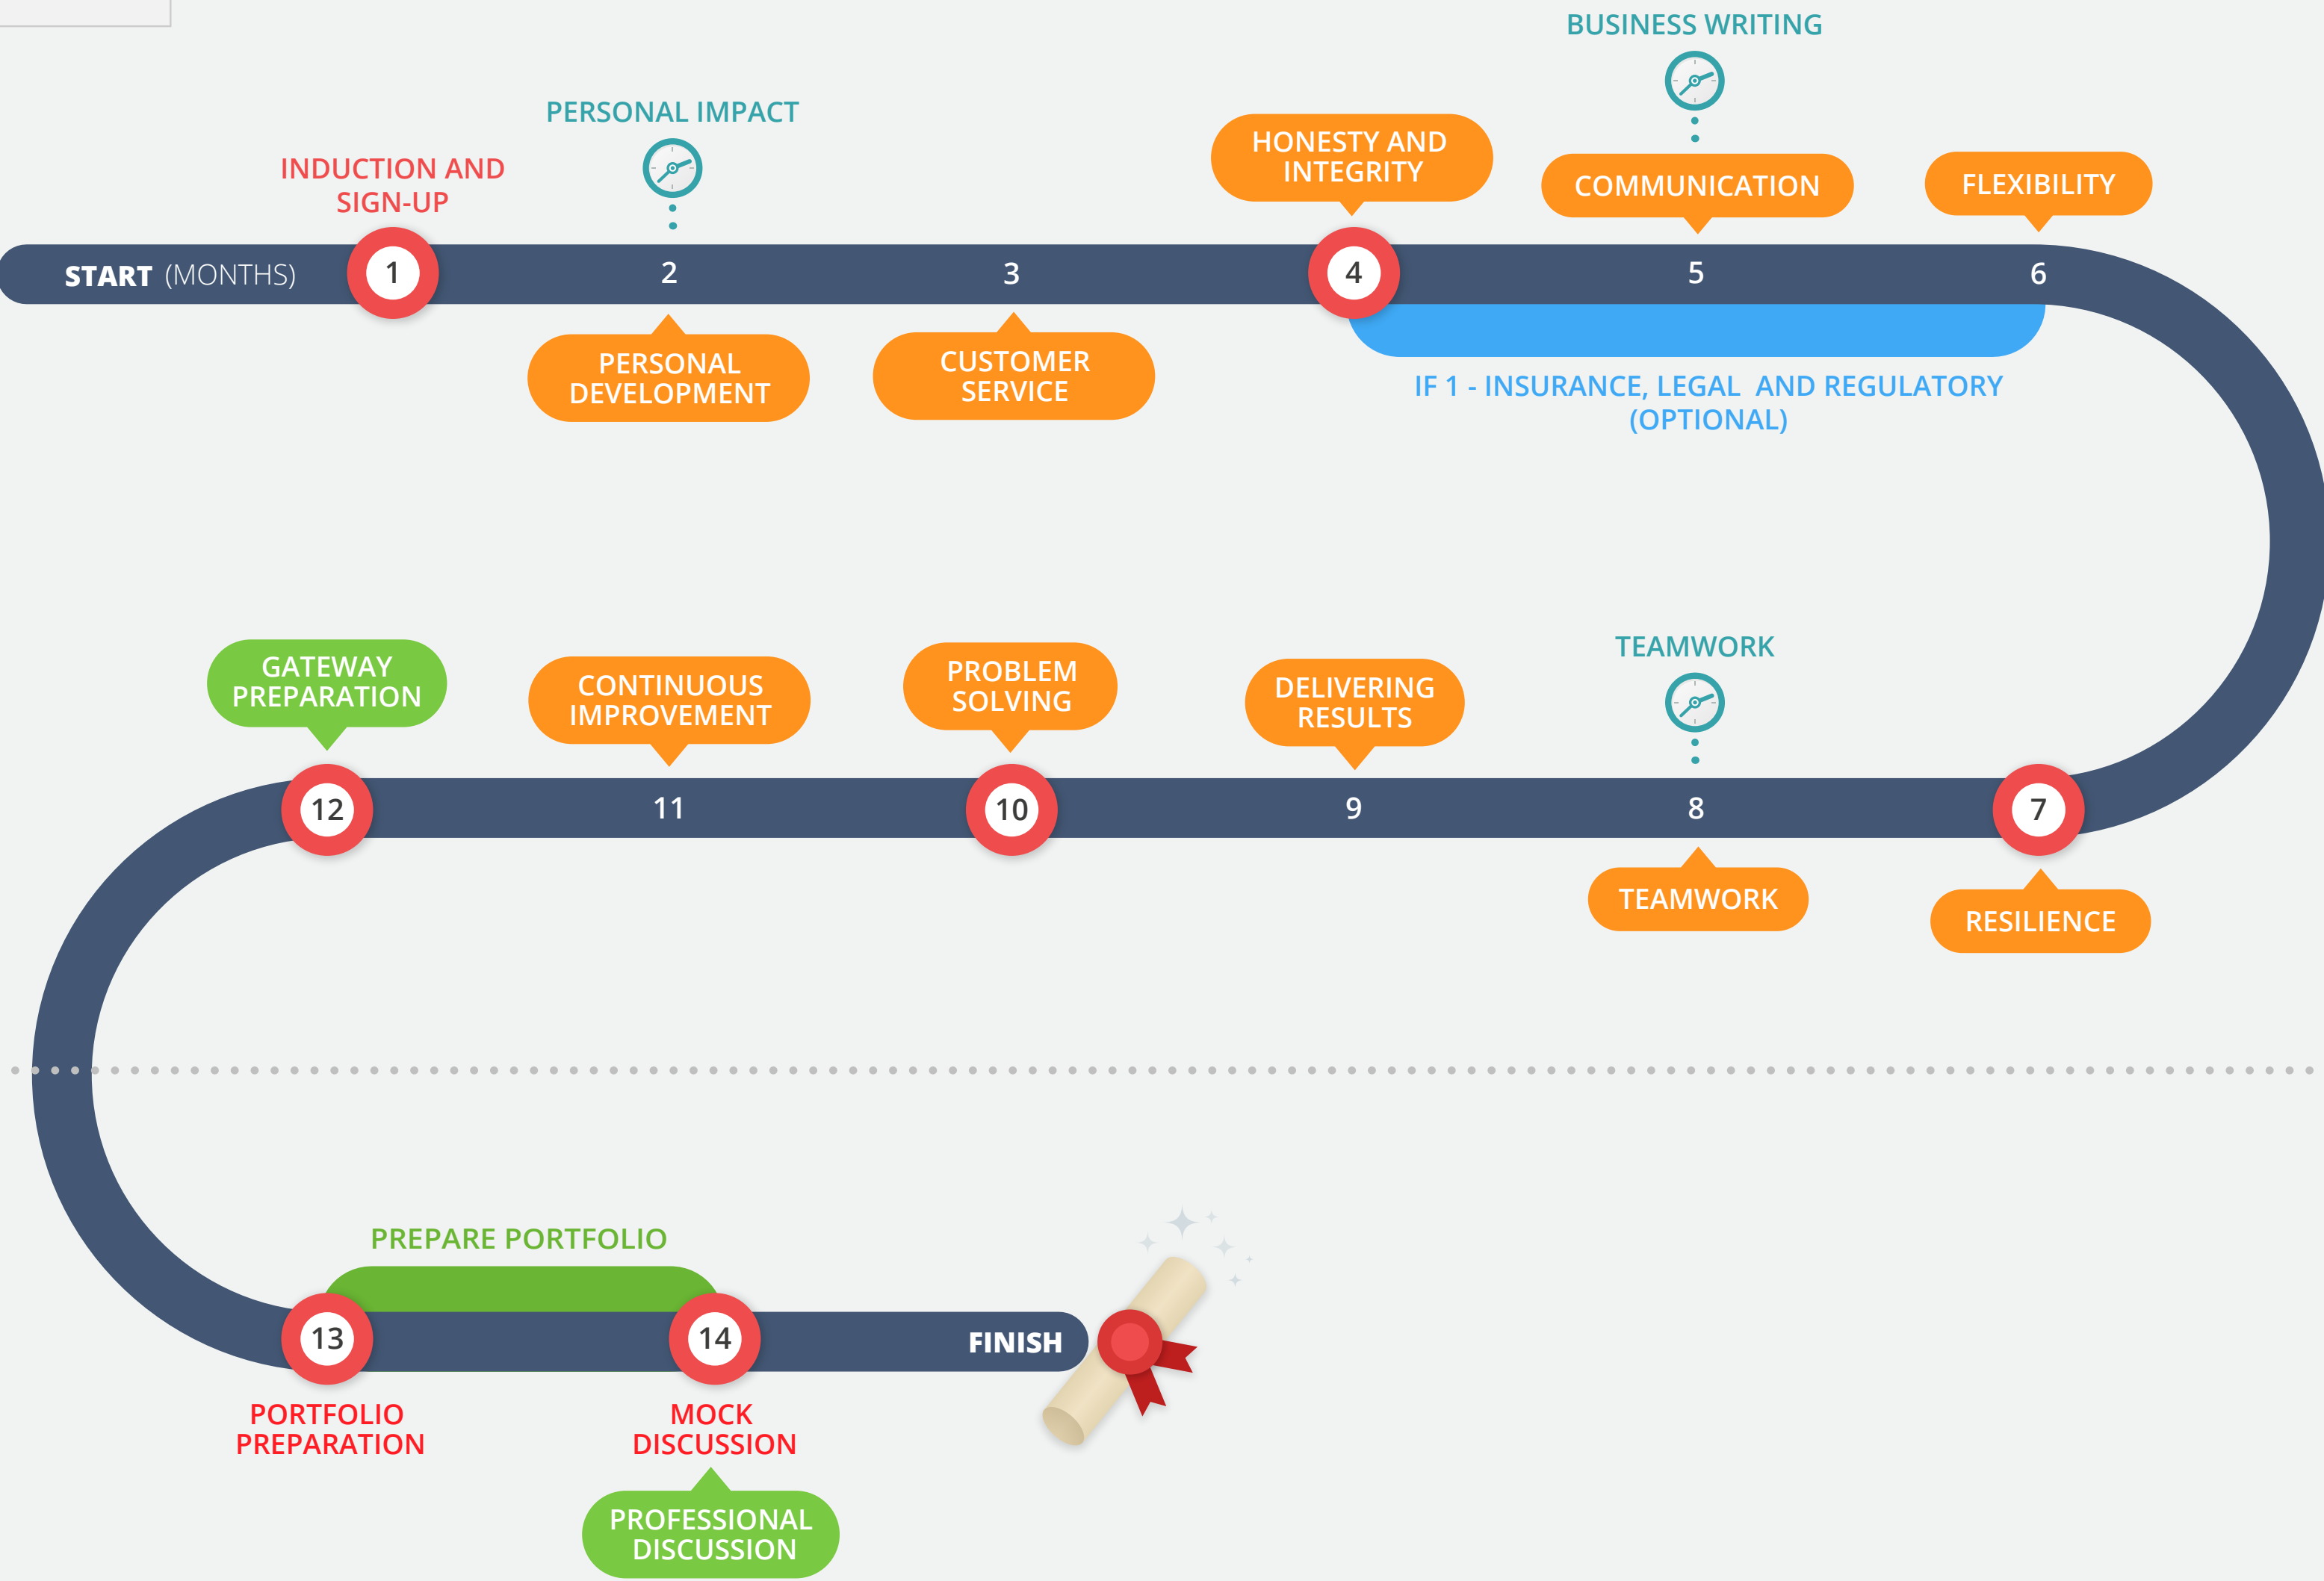 BUSINESS WRITING
PERSONAL IMPACT
INDUCTION AND
SIGN-UP
HONESTY AND
INTEGRITY
COMMUNICATION
FLEXIBILITY
START (MONTHS)
1
2
3
4
5
6
PERSONAL
DEVELOPMENT
CUSTOMER
SERVICE
IF 1 - INSURANCE, LEGAL  AND REGULATORY
(OPTIONAL)
TEAMWORK
DELIVERING
RESULTS
PROBLEM
SOLVING
CONTINUOUS
IMPROVEMENT
GATEWAY
PREPARATION
7
8
9
10
11
12
RESILIENCE
TEAMWORK
PREPARE PORTFOLIO
13
14
FINISH
PORTFOLIO
PREPARATION
MOCK
DISCUSSION
PROFESSIONAL
DISCUSSION